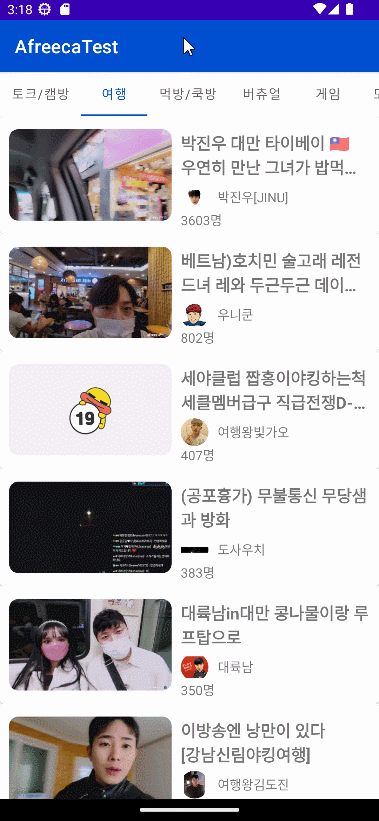 3:18
AfreecaTest
토크/캠방
여행
먹방/쿡방
버츄얼
게임
박진우 대만 타이베이 🇹🇼
우연히 만난 그녀가 밥먹...
박진우[JINU]
3603명
베트남)호치민 술고래 레전
드녀 레와 두근두근 데이...
우니쿤
802명
19
세야클럽 짭홍이야킹하는척
세클멤버급구 직급전쟁D-...
여행왕빛가오
407명
(공포흉가) 무불통신 무당샘
과 방화
도사우치
383명
대륙남in대만 콩나물이랑 루
프탑으로
대륙남
350명
이방송엔 낭만이 있다
[강남신림야킹여행]
여행왕김도진